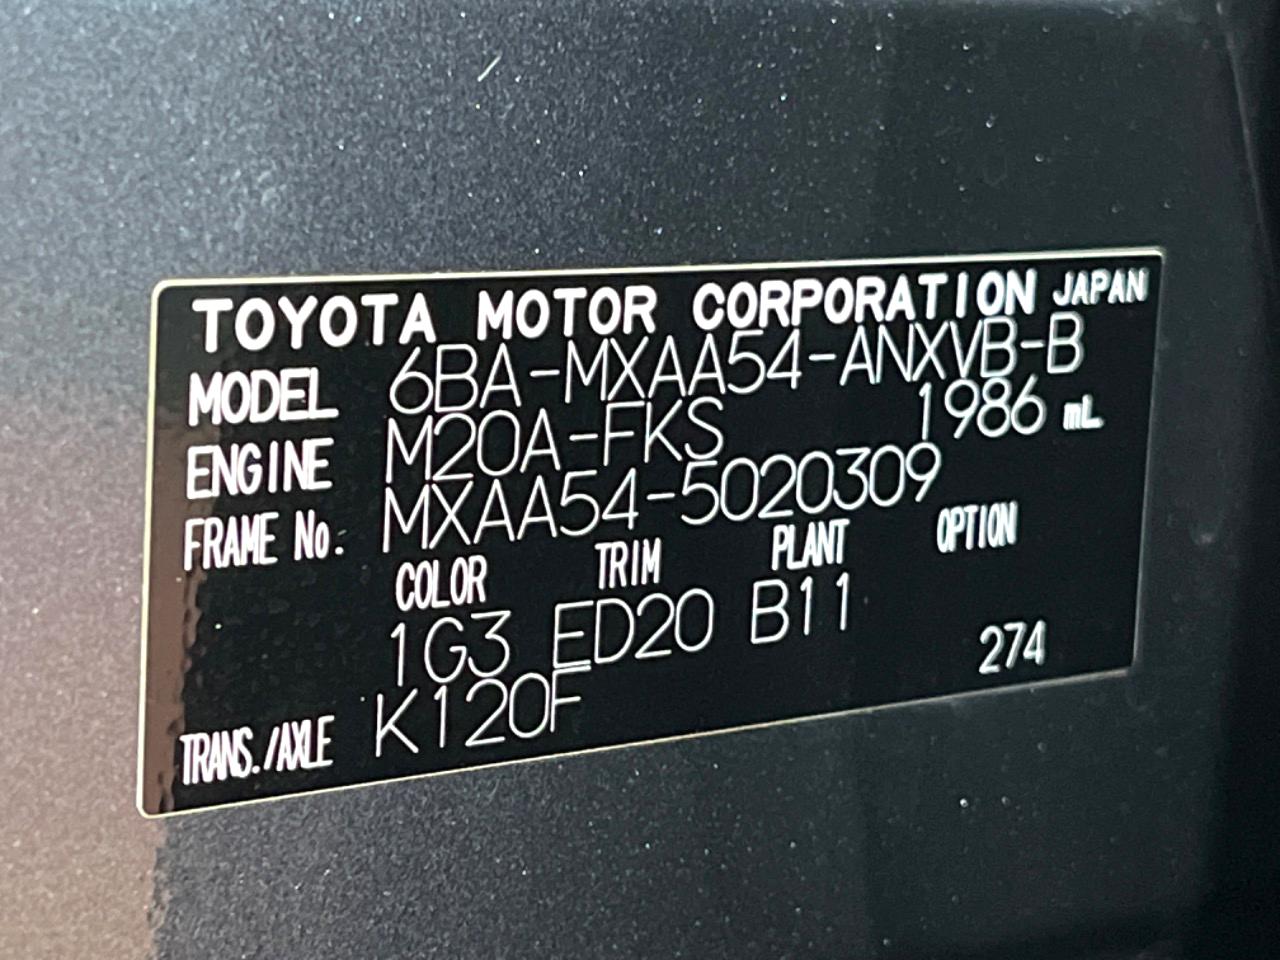 TOYOTA MOTOR CORPORATION JAPAN
MODEL 6BA-MXAA54-ANXVB-B
ENGINE M20A-FKS 1986 mL
FRAME No. MXAA54-5020309
COLOR TRIM PLANT OPTION
1G3 ED20 B11 274
TRANS./AXLE K120F